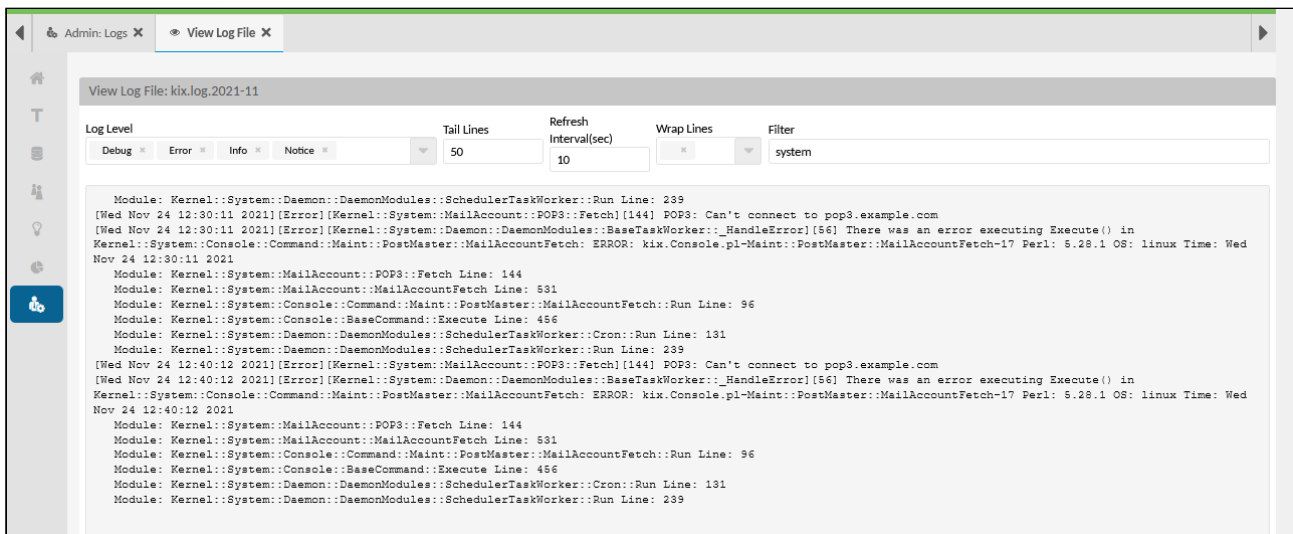 Admin: Logs ✖ View Log File ✖
View Log File: kix.log.2021-11
Log Level
Tail Lines
Refresh
Interval(sec)
Wrap Lines
Filter
Debug × Error × Info × Notice ×
50
10
×
system
Module: Kernel::System::Daemon::DaemonModules::SchedulerTaskWorker::Run Line: 239
[Wed Nov 24 12:30:11 2021][Error][Kernel::System::MailAccount::POP3::Fetch][144] POP3: Can't connect to pop3.example.com
[Wed Nov 24 12:30:11 2021][Error][Kernel::System::Daemon::DaemonModules::BaseTaskWorker::_HandleError][56] There was an error executing Execute() in
Kernel::System::Console::Command::Maint::PostMaster::MailAccountFetch: ERROR: kix.Console.pl-Maint::PostMaster::MailAccountFetch-17 Perl: 5.28.1 OS: linux Time: Wed
Nov 24 12:30:11 2021
Module: Kernel::System::MailAccount::POP3::Fetch Line: 144
Module: Kernel::System::MailAccount::MailAccountFetch Line: 531
Module: Kernel::System::Console::Command::Maint::PostMaster::MailAccountFetch::Run Line: 96
Module: Kernel::System::Console::BaseCommand::Execute Line: 456
Module: Kernel::System::Daemon::DaemonModules::SchedulerTaskWorker::Cron::Run Line: 131
Module: Kernel::System::Daemon::DaemonModules::SchedulerTaskWorker::Run Line: 239
[Wed Nov 24 12:40:12 2021][Error][Kernel::System::MailAccount::POP3::Fetch][144] POP3: Can't connect to pop3.example.com
[Wed Nov 24 12:40:12 2021][Error][Kernel::System::Daemon::DaemonModules::BaseTaskWorker::_HandleError][56] There was an error executing Execute() in
Kernel::System::Console::Command::Maint::PostMaster::MailAccountFetch: ERROR: kix.Console.pl-Maint::PostMaster::MailAccountFetch-17 Perl: 5.28.1 OS: linux Time: Wed
Nov 24 12:40:12 2021
Module: Kernel::System::MailAccount::POP3::Fetch Line: 144
Module: Kernel::System::MailAccount::MailAccountFetch Line: 531
Module: Kernel::System::Console::Command::Maint::PostMaster::MailAccountFetch::Run Line: 96
Module: Kernel::System::Console::BaseCommand::Execute Line: 456
Module: Kernel::System::Daemon::DaemonModules::SchedulerTaskWorker::Cron::Run Line: 131
Module: Kernel::System::Daemon::DaemonModules::SchedulerTaskWorker::Run Line: 239